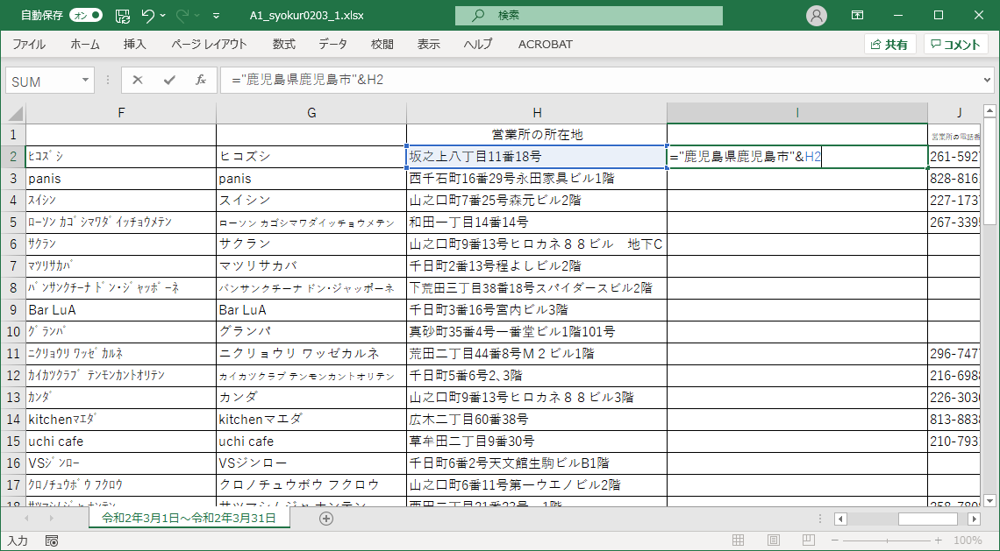 自動保存 オン A1_syokur0203_1.xlsx 検索
ファイル ホーム 挿入 ページ レイアウト 数式 データ 校閲 表示 ヘルプ ACROBAT 共有 コメント
SUM fx ="鹿児島県鹿児島市"&H2
F G H I J
1 営業所の所在地 営業所の電話番
2 ﾋｺｽﾞｼ ヒコズシ 坂之上八丁目11番18号 ="鹿児島県鹿児島市"&H2 261-592
3 panis panis 西千石町16番29号永田家具ビル1階 828-816
4 ｽｲｼﾝ スイシン 山之口町7番25号森元ビル2階 227-173
5 ﾛｰｿﾝ ｶｺﾞｼﾏﾜﾀﾞｲｯﾁｮｳﾒﾃﾝ ローソン カゴシマワダイッチョウメテン 和田一丁目14番14号 267-339
6 ｻｸﾗﾝ サクラン 山之口町9番13号ヒロカネ８８ビル　地下C
7 ﾏﾂﾘｻｶﾊﾞ マツリサカバ 千日町2番13号程よしビル2階
8 ﾊﾞﾝｻﾝｸﾁｰﾅ ﾄﾞﾝ･ｼﾞｬｯﾎﾟｰﾈ バンサンクチーナ ドン・ジャッポーネ 下荒田三丁目38番18号スパイダースビル2階
9 Bar LuA Bar LuA 千日町3番16号宮内ビル3階
10 ｸﾞﾗﾝﾊﾟ グランパ 真砂町35番4号一番堂ビル1階101号
11 ﾆｸﾘｮｳﾘ ﾜｯｾﾞｶﾙﾈ ニクリョウリ ワッゼカルネ 荒田二丁目44番8号Ｍ２ビル1階 296-747
12 ｶｲｶﾂｸﾗﾌﾞ ﾃﾝﾓﾝｶﾝﾄｵﾘﾃﾝ カイカツクラブ テンモンカントオリテン 千日町5番6号2､3階 216-698
13 ｶﾝﾀﾞ カンダ 山之口町9番13号ヒロカネ８８ビル3階 226-303
14 kitchenﾏｴﾀﾞ kitchenマエダ 広木二丁目60番38号 813-883
15 uchi cafe uchi cafe 草牟田二丁目9番30号 210-793
16 VSｼﾞﾝﾛｰ VSジンロー 千日町6番2号天文館生駒ビルB1階
17 ｸﾛﾉﾁｭｳﾎﾞｳ ﾌｸﾛｳ クロノチュウボウ フクロウ 山之口町6番11号第一ウエノビル2階
18
令和2年3月1日～令和2年3月31日
入力 100%